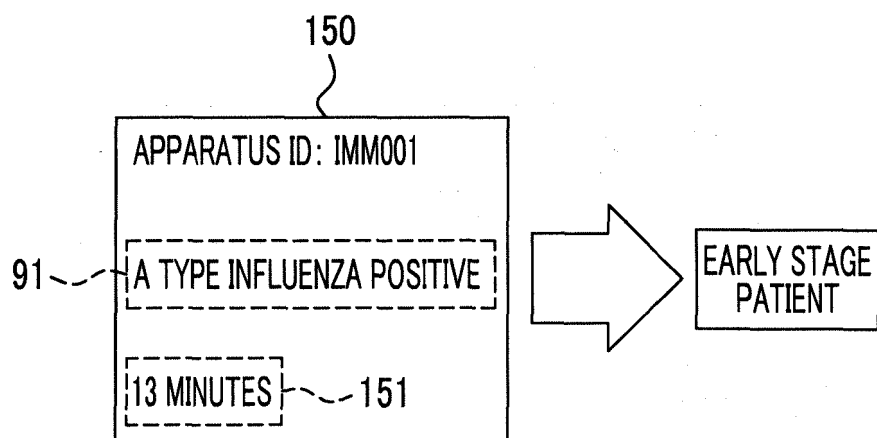 150
APPARATUS ID: IMM001
91
A TYPE INFLUENZA POSITIVE
EARLY STAGE
PATIENT
13 MINUTES
151